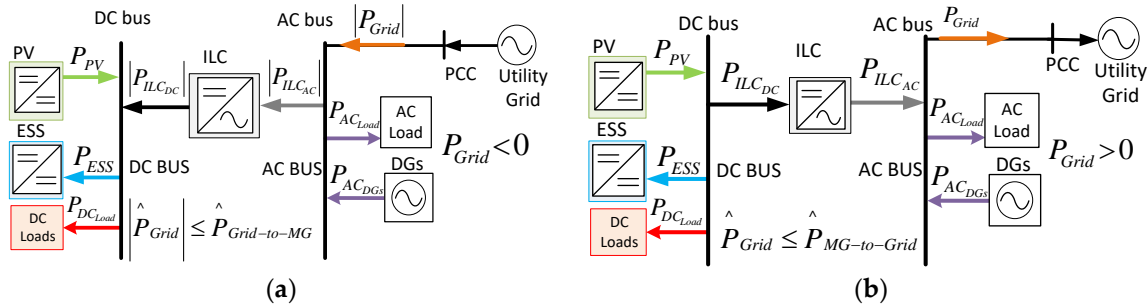 DC bus
AC bus
|P_Grid|
PV
P_PV
|P_ILC_DC|
ILC
|P_ILC_AC|
PCC
Utility
Grid
P_AC_Load
AC
Load
P_Grid<0
ESS
P_ESS
DC BUS
AC BUS
DGs
P_AC_DGs
DC
Loads
P_DC_Load
|P̂_Grid| ≤ P̂_Grid−to−MG
(a)
DC bus
AC bus
P_Grid
PV
P_PV
P_ILC_DC
ILC
P_ILC_AC
PCC
Utility
Grid
P_AC_Load
AC
Load
P_Grid>0
ESS
P_ESS
DC BUS
AC BUS
DGs
P_AC_DGs
DC
Loads
P_DC_Load
P̂_Grid ≤ P̂_MG−to−Grid
(b)